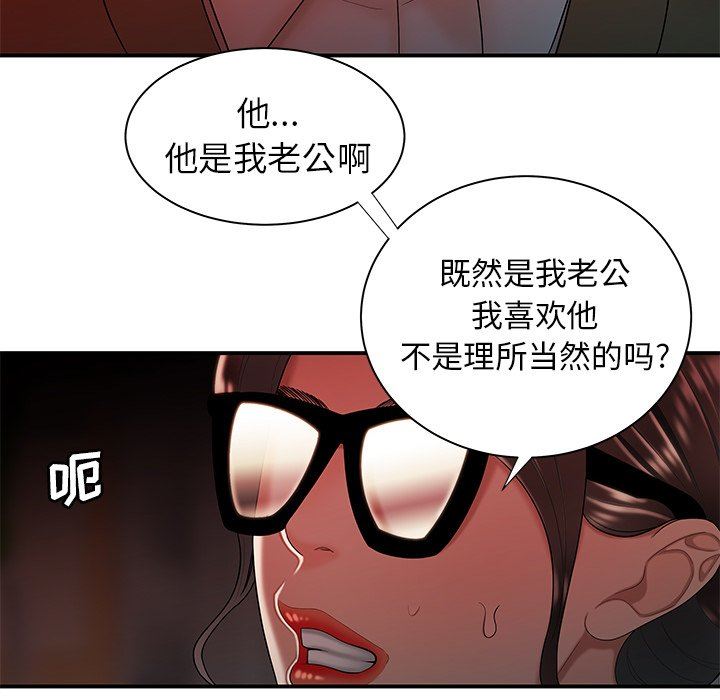 他...
他是我老公啊
既然是我老公
我喜欢他
不是理所当然的吗?
呃